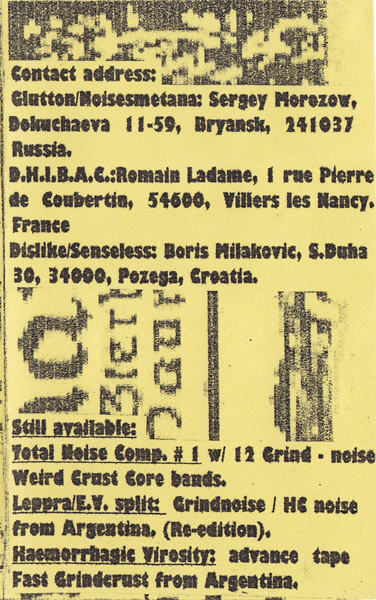 Contact address:
Glutton/Noisesmetana: Sergey Morozow,
Dokuchaeva 11-59, Bryansk, 241037
Russia.
D.H.I.B.A.C.:Romain Ladame, 1 rue Pierre
de Coubertin, 54600, Villers les Nancy.
France
Dislike/Senseless: Boris Milakovic, S.Duha
30, 34000, Pozega, Croatia.
Still available:
Total Noise Comp. # 1 w/ 12 Grind - noise
Weird Crust Core bands.
Leppra/E.V. split: Grindnoise / HC noise
from Argentina. (Re-edition).
Haemorrhagic Virosity: advance tape
Fast Grindcrust from Argentina.